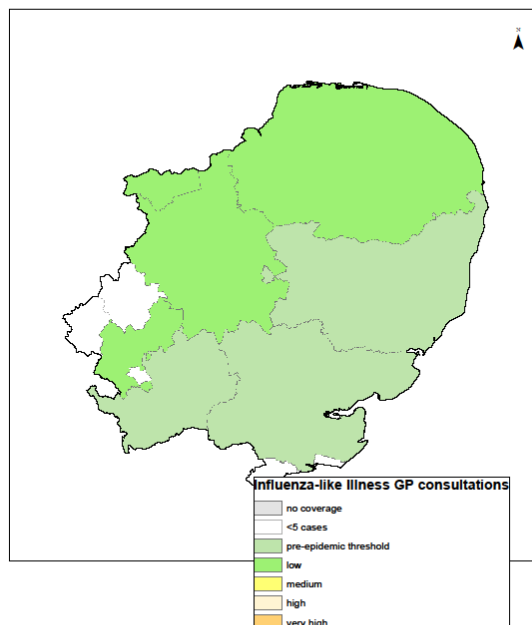 N
Influenza-like Illness GP consultations
no coverage
<5 cases
pre-epidemic threshold
low
medium
high
very high